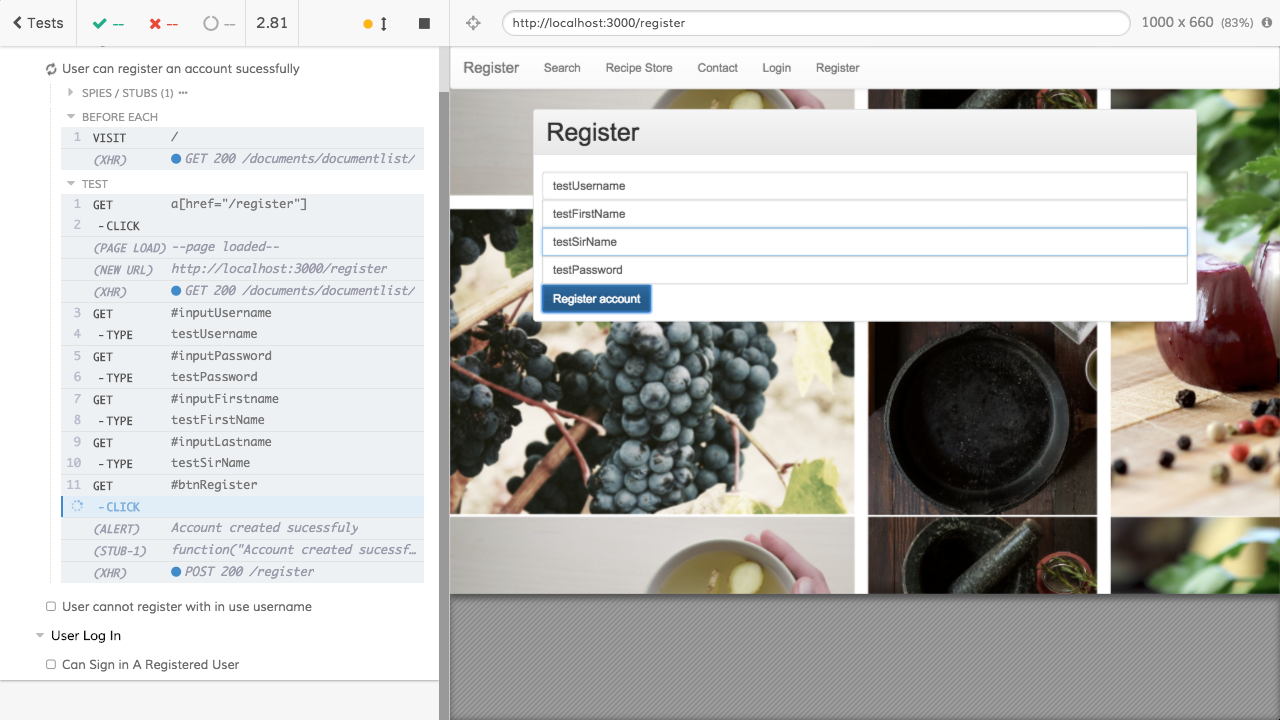 Tests
--
--
--
2.81
http://localhost:3000/register
1000 x 660 (83%)
User can register an account sucessfully
SPIES / STUBS (1) •••
BEFORE EACH
1 VISIT /
(XHR) GET 200 /documents/documentlist/
TEST
1 GET a[href="/register"]
2 -CLICK
(PAGE LOAD) --page loaded--
(NEW URL) http://localhost:3000/register
(XHR) GET 200 /documents/documentlist/
3 GET #inputUsername
4 -TYPE testUsername
5 GET #inputPassword
6 -TYPE testPassword
7 GET #inputFirstname
8 -TYPE testFirstName
9 GET #inputLastname
10 -TYPE testSirName
11 GET #btnRegister
-CLICK
(ALERT) Account created sucessfuly
(STUB-1) function("Account created sucessf…
(XHR) POST 200 /register
User cannot register with in use username
User Log In
Can Sign in A Registered User
Register Search Recipe Store Contact Login Register
Register
testUsername
testFirstName
testSirName
testPassword
Register account